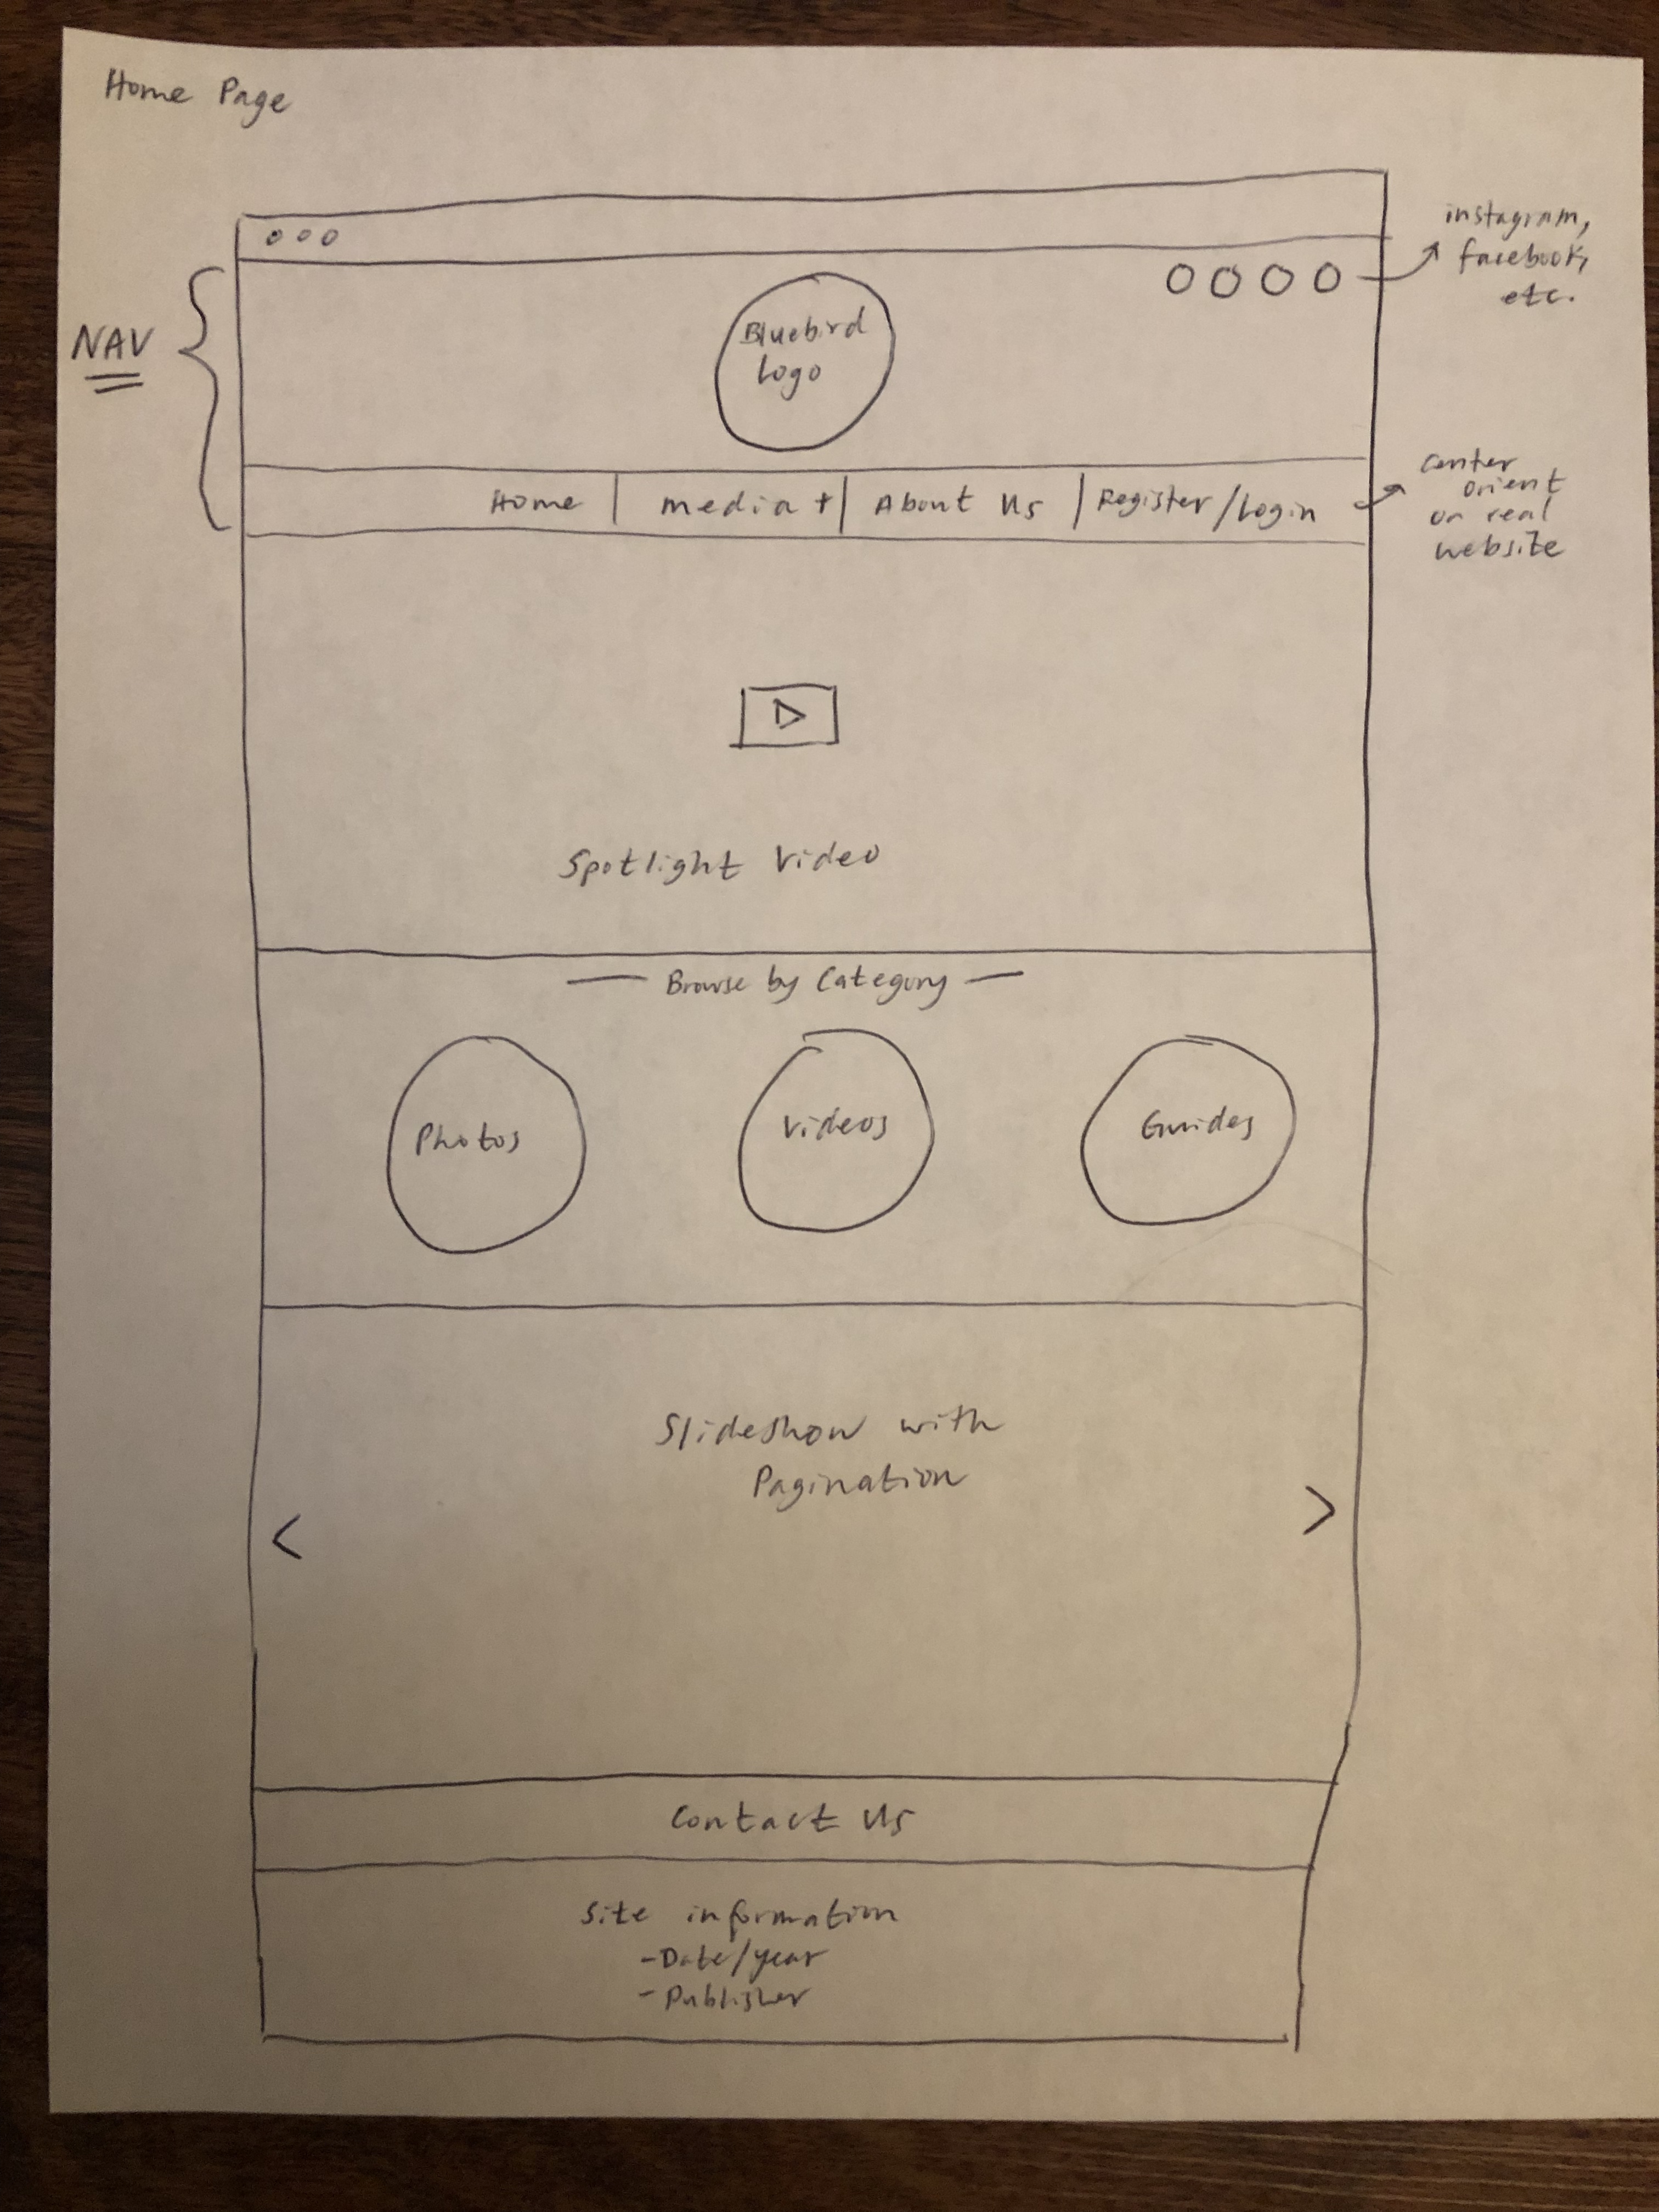 Home Page
instagram,
facebook,
etc.
NAV
Bluebird
Logo
Home | Media + | About Us | Register/Login
center
orient
on real
website
Spotlight Video
— Browse by Category —
Photos
Videos
Guides
Slideshow with
Pagination
< >
Contact Us
Site information
-Date/year
-Publisher